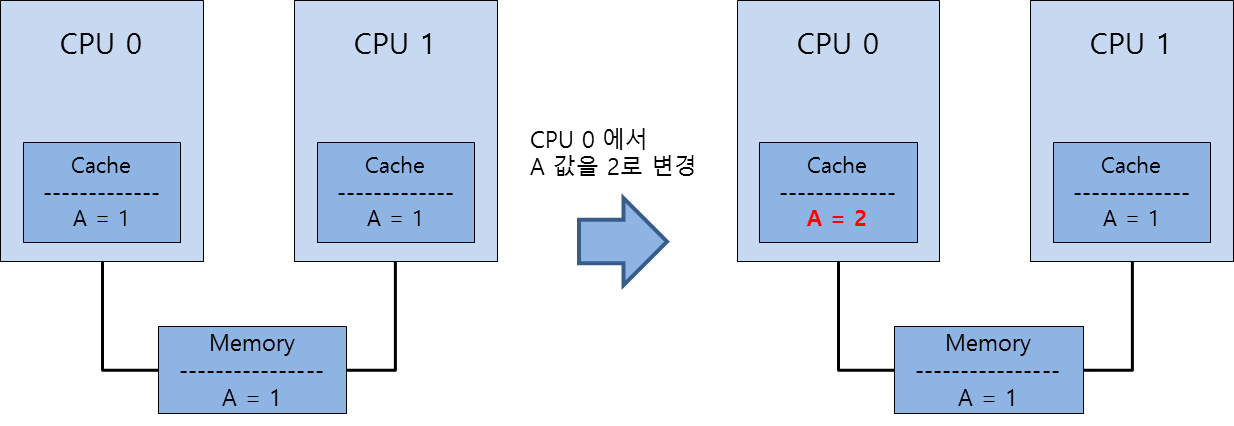 CPU 0
Cache
-------------
A = 1
CPU 1
Cache
-------------
A = 1
Memory
----------------
A = 1
CPU 0 에서
A 값을 2로 변경
CPU 0
Cache
-------------
A = 2
CPU 1
Cache
-------------
A = 1
Memory
----------------
A = 1